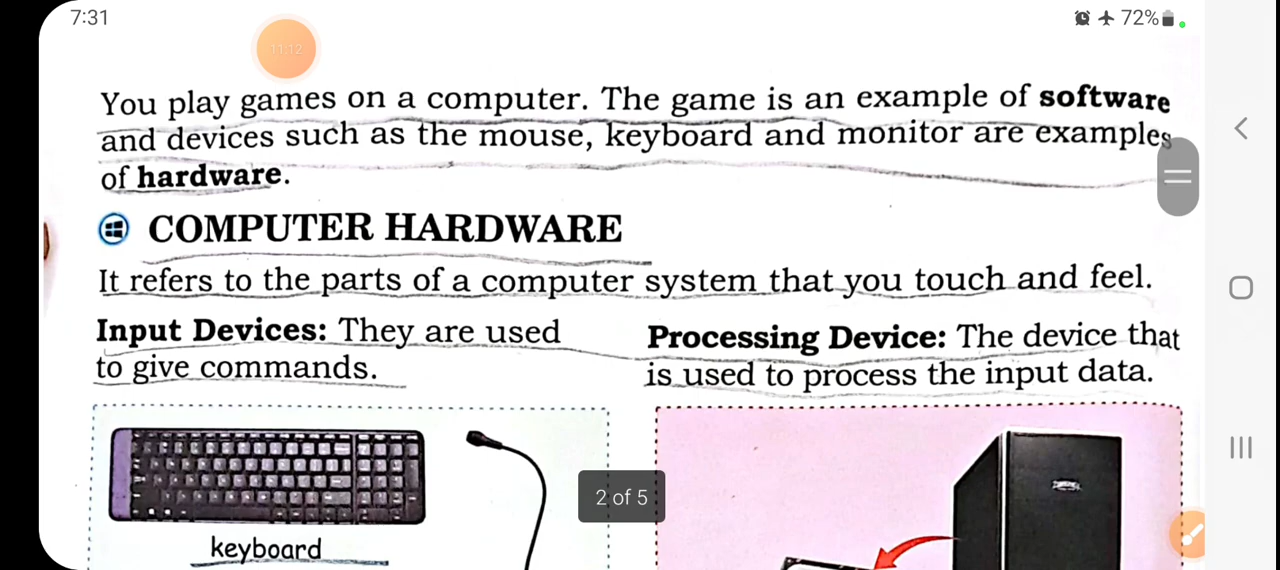 7:31
72%
11:12
You play games on a computer. The game is an example of software
and devices such as the mouse, keyboard and monitor are examples
of hardware.
COMPUTER HARDWARE
It refers to the parts of a computer system that you touch and feel.
Input Devices: They are used
to give commands.
Processing Device: The device that
is used to process the input data.
2 of 5
keyboard